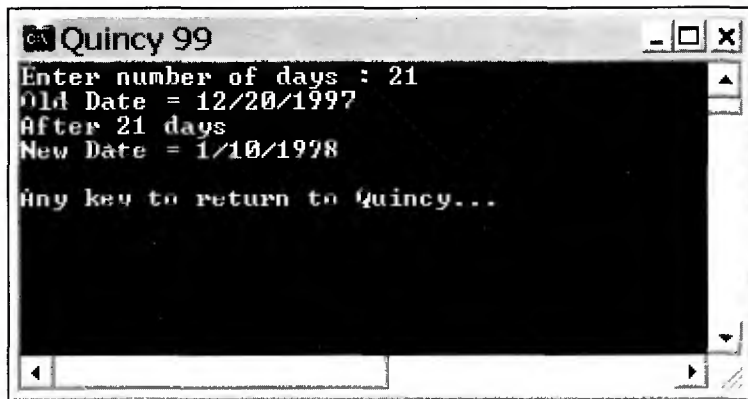 Quincy 99
Enter number of days : 21
Old Date = 12/20/1997
After 21 days
New Date = 1/10/1998
Any key to return to Quincy...